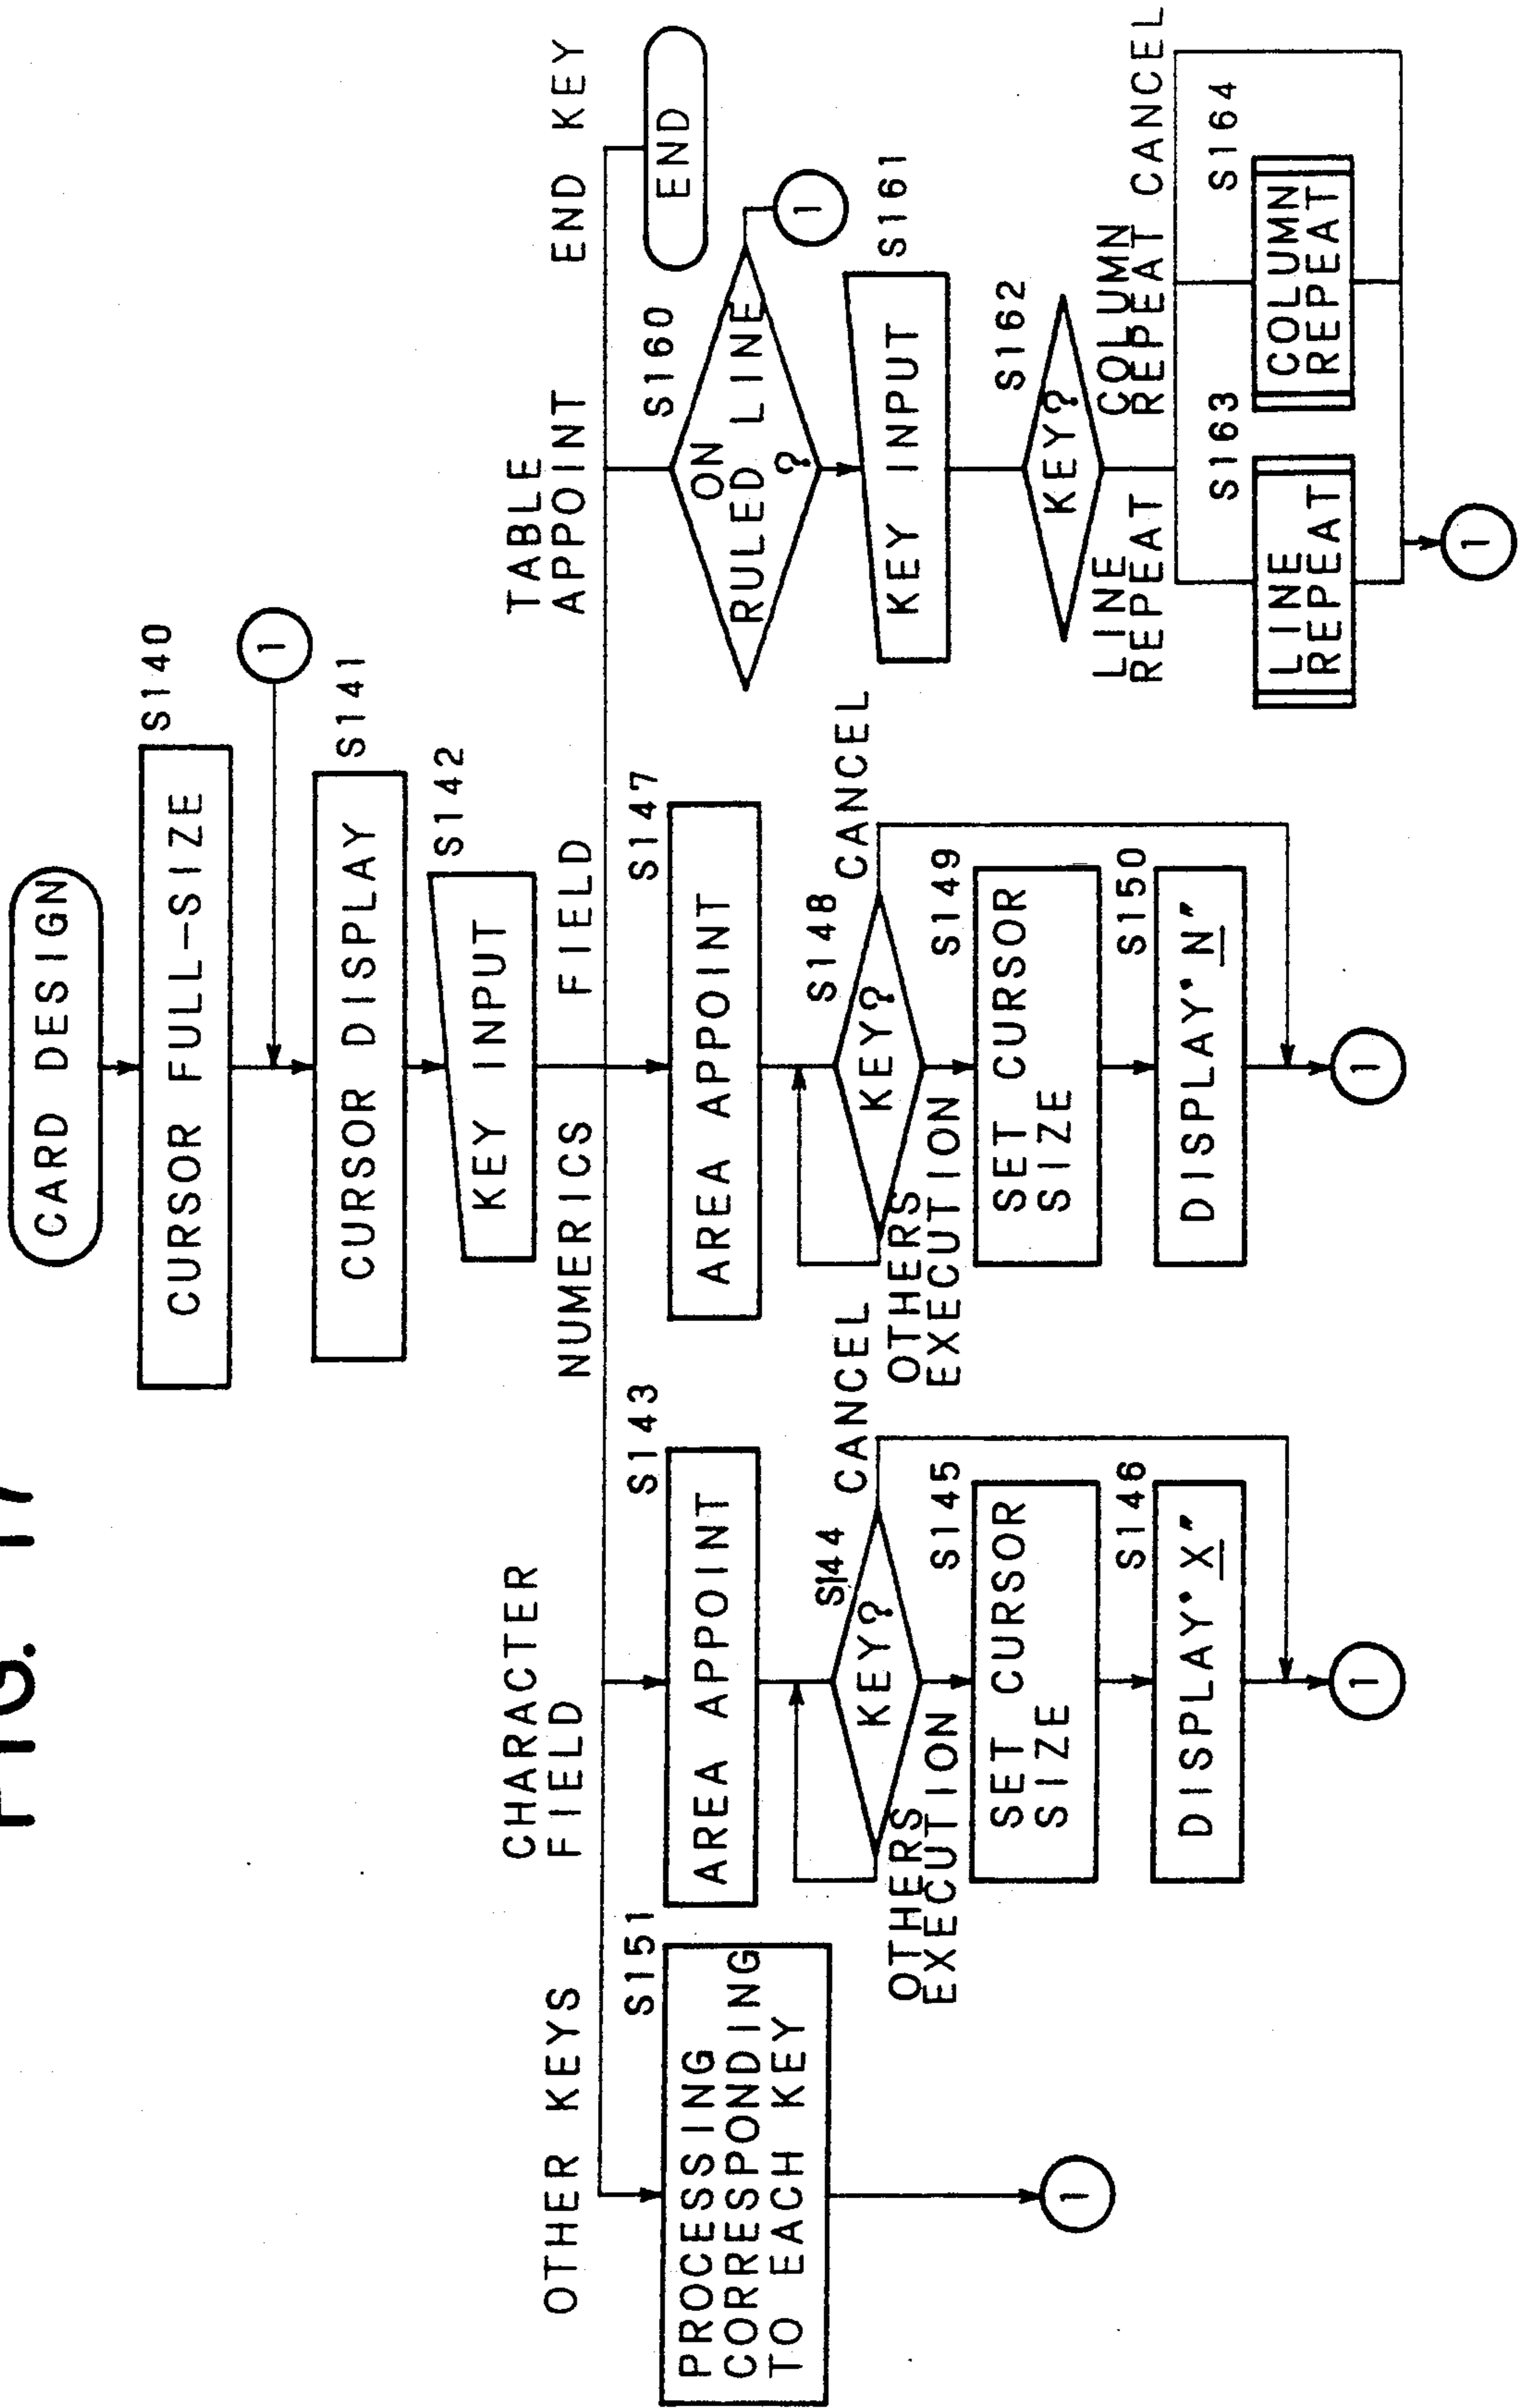 FIG. 17
CARD DESIGN
S140
CURSOR FULL-SIZE
1
S141
CURSOR DISPLAY
S142
KEY INPUT
OTHER KEYS
CHARACTER
FIELD
NUMERICS FIELD
TABLE
APPOINT
END KEY
S151
PROCESSING
CORRESPONDING
TO EACH KEY
1
S143
AREA APPOINT
S144
KEY?
CANCEL
OTHERS
EXECUTION
S145
SET CURSOR
SIZE
S146
DISPLAY "X"
1
S147
AREA APPOINT
S148
KEY?
CANCEL
OTHERS
EXECUTION
S149
SET CURSOR
SIZE
S150
DISPLAY "N"
1
S160
ON
RULED LINE
?
1
S161
KEY INPUT
S162
KEY?
LINE
REPEAT
COLUMN
REPEAT
CANCEL
S163
LINE
REPEAT
S164
COLUMN
REPEAT
1
END